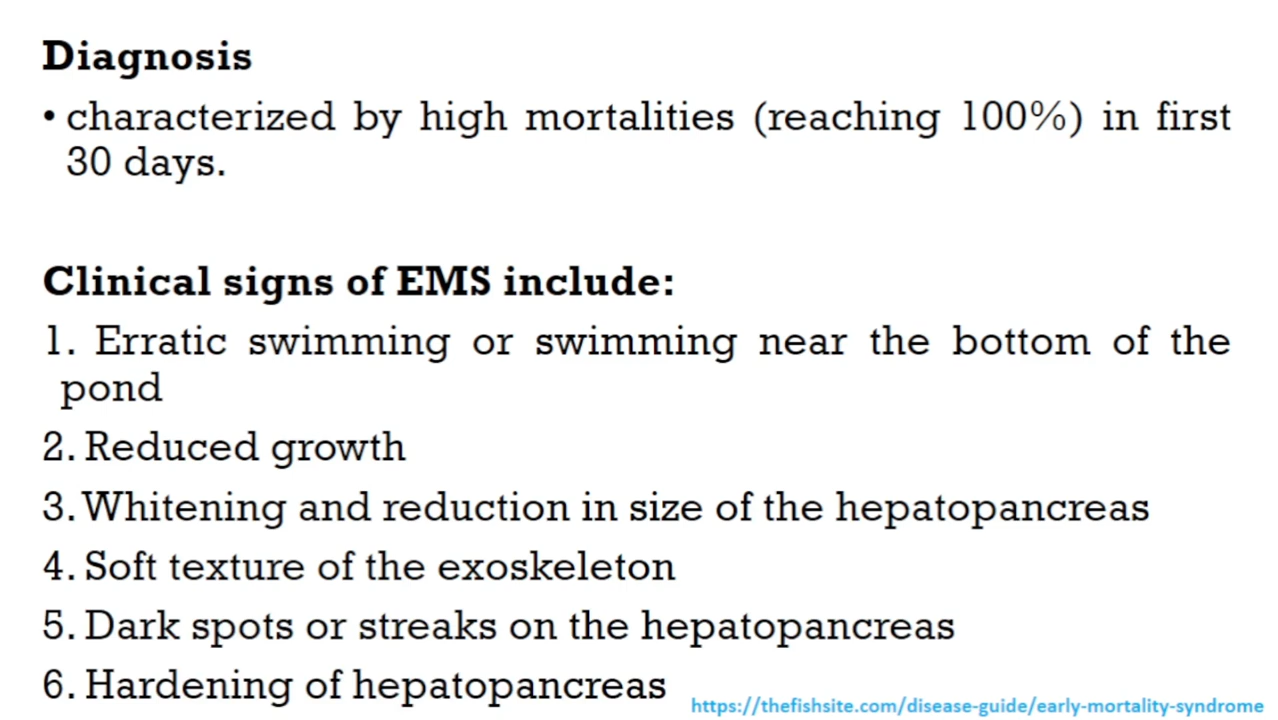 Diagnosis
• characterized by high mortalities (reaching 100%) in first
30 days.
Clinical signs of EMS include:
1. Erratic swimming or swimming near the bottom of the
pond
2. Reduced growth
3. Whitening and reduction in size of the hepatopancreas
4. Soft texture of the exoskeleton
5. Dark spots or streaks on the hepatopancreas
6. Hardening of hepatopancreas
https://thefishsite.com/disease-guide/early-mortality-syndrome